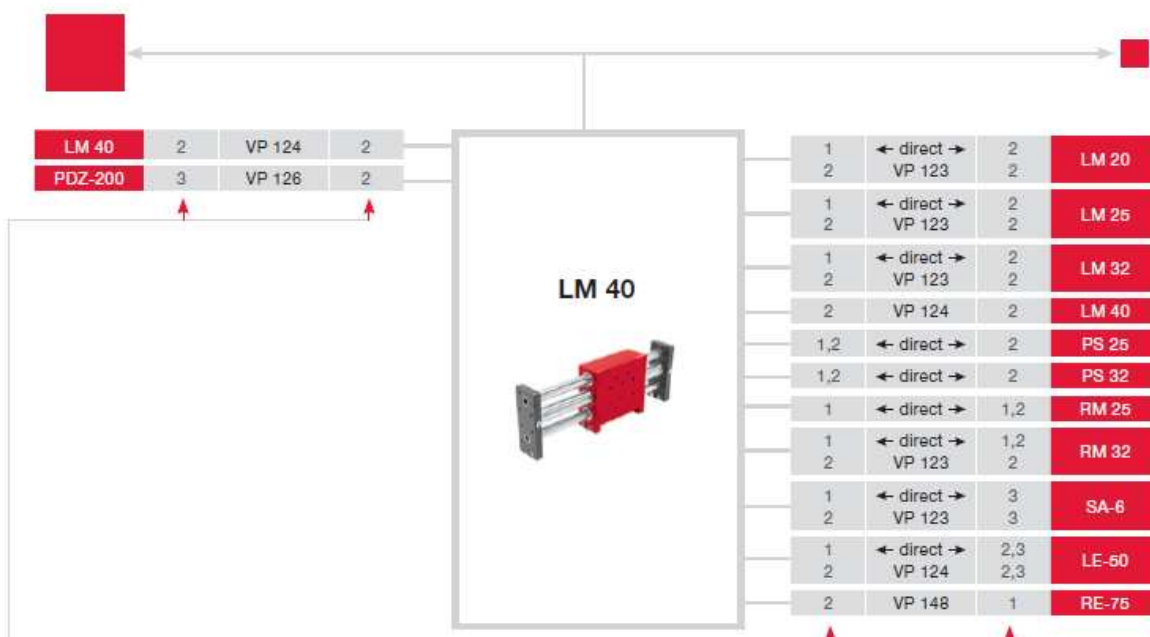 LM 40 2 VP 124 2
PDZ-200 3 VP 126 2
LM 40
1 ← direct → 2 LM 20
2 VP 123 2
1 ← direct → 2 LM 25
2 VP 123 2
1 ← direct → 2 LM 32
2 VP 123 2
2 VP 124 2 LM 40
1,2 ← direct → 2 PS 25
1,2 ← direct → 2 PS 32
1 ← direct → 1,2 RM 25
1 ← direct → 1,2 RM 32
2 VP 123 2
1 ← direct → 3 SA-6
2 VP 123 3
1 ← direct → 2,3 LE-50
2 VP 124 2,3
2 VP 148 1 RE-75